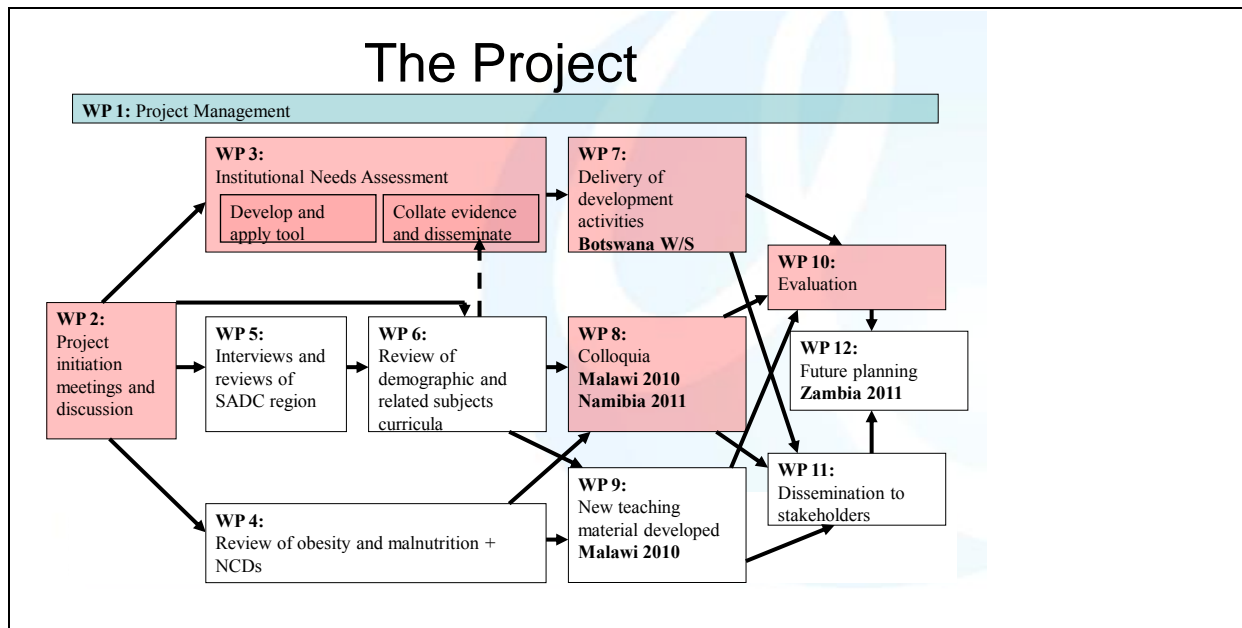 The Project
WP 1: Project Management
WP 3:
Institutional Needs Assessment
Develop and
apply tool
Collate evidence
and disseminate
WP 7:
Delivery of
development
activities
Botswana W/S
WP 10:
Evaluation
WP 2:
Project
initiation
meetings and
discussion
WP 5:
Interviews and
reviews of
SADC region
WP 6:
Review of
demographic and
related subjects
curricula
WP 8:
Colloquia
Malawi 2010
Namibia 2011
WP 12:
Future planning
Zambia 2011
WP 4:
Review of obesity and malnutrition +
NCDs
WP 9:
New teaching
material developed
Malawi 2010
WP 11:
Dissemination to
stakeholders